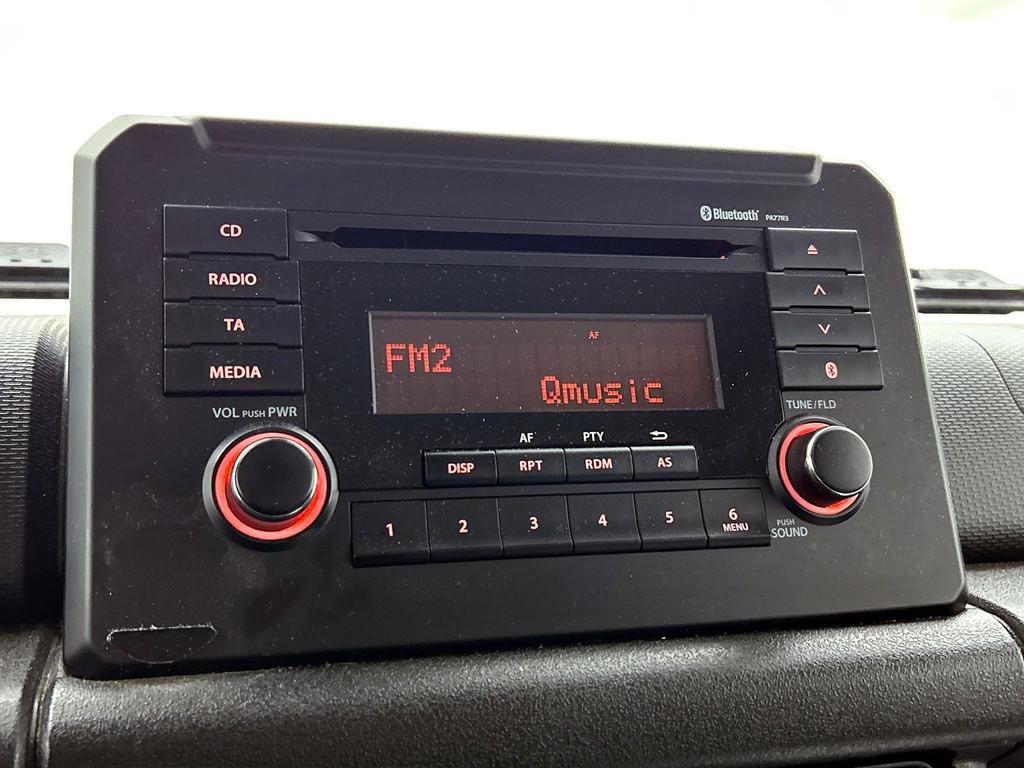 Bluetooth PA77R3
CD
RADIO
TA
MEDIA
AF
FM2
Qmusic
VOL PUSH PWR
TUNE/FLD
AF PTY
DISP RPT RDM AS
1 2 3 4 5 6
MENU
PUSH
SOUND